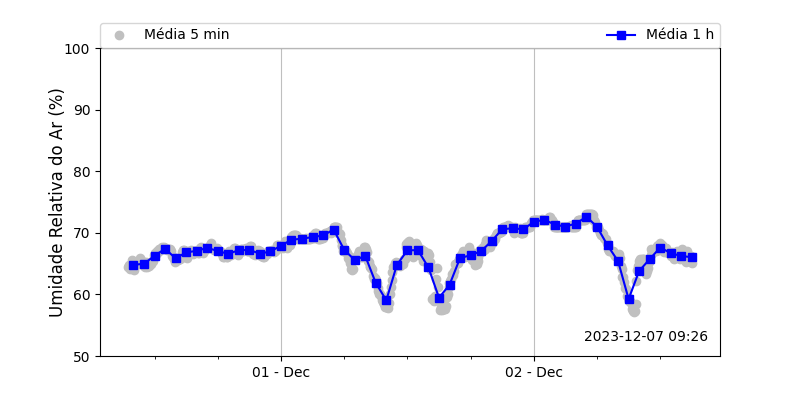 Média 5 min
Média 1 h
Umidade Relativa do Ar (%)
100
90
80
70
60
50
2023-12-07 09:26
01 - Dec
02 - Dec